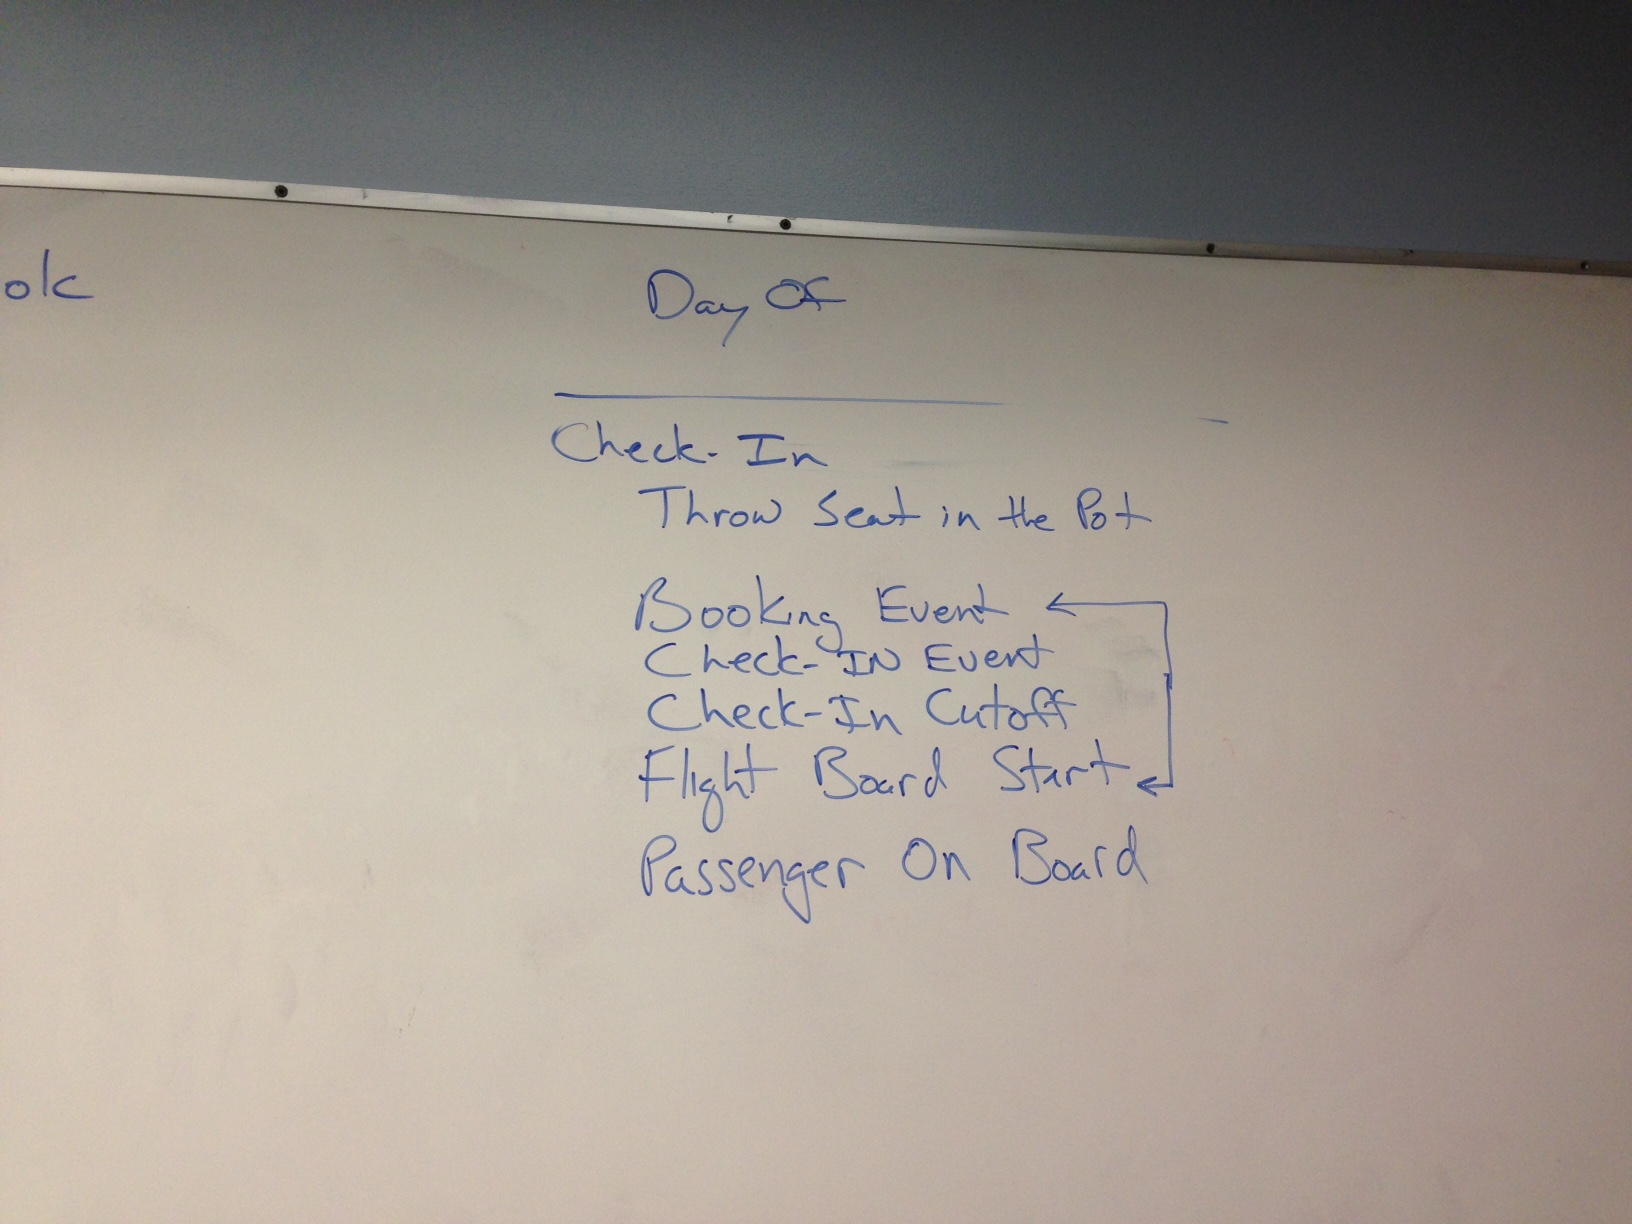 ok
Day Of
Check-In
Throw Seat in the Pot
Booking Event
Check-IN Event
Check-In Cutoff
Flight Board Start
Passenger On Board